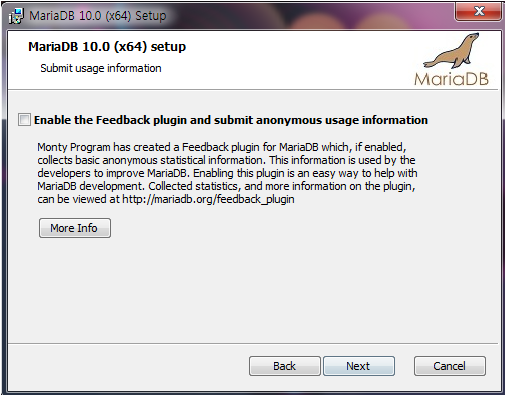 MariaDB 10.0 (x64) Setup
MariaDB 10.0 (x64) setup
Submit usage information
MariaDB
Enable the Feedback plugin and submit anonymous usage information
Monty Program has created a Feedback plugin for MariaDB which, if enabled,
collects basic anonymous statistical information. This information is used by the
developers to improve MariaDB. Enabling this plugin is an easy way to help with
MariaDB development. Collected statistics, and more information on the plugin,
can be viewed at http://mariadb.org/feedback_plugin
More Info
Back
Next
Cancel